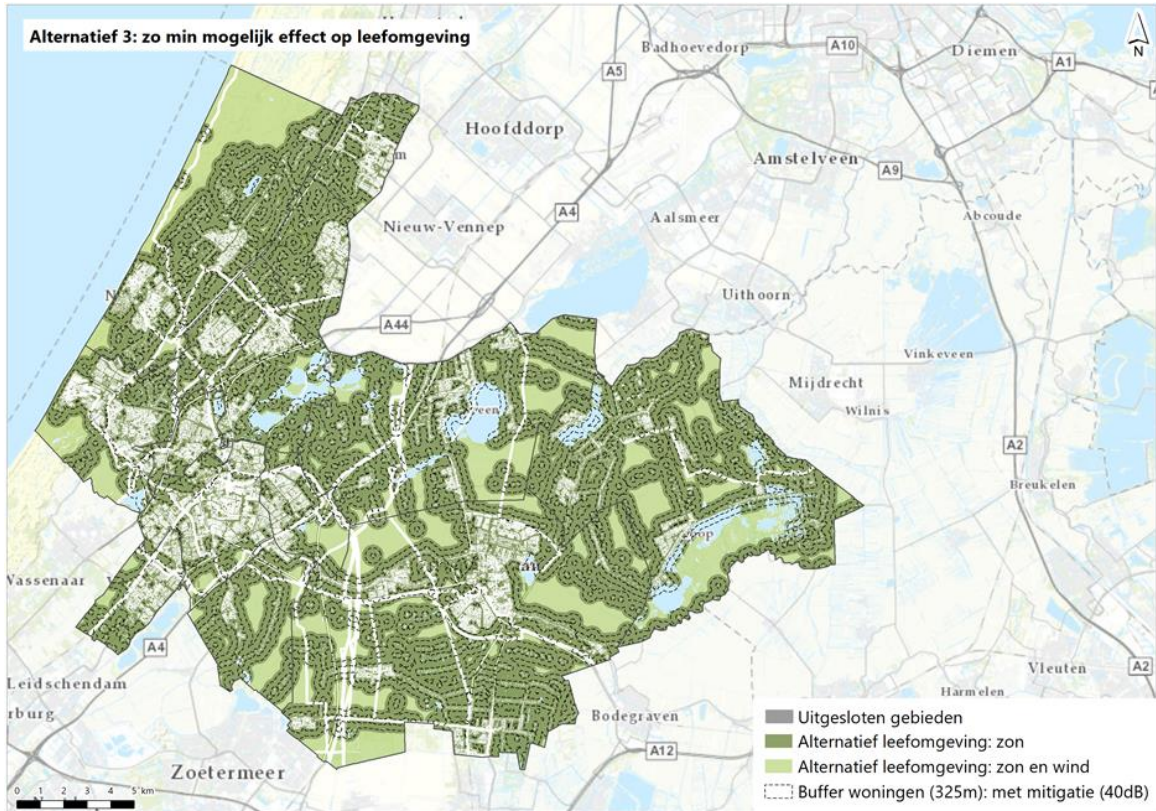 Alternatief 3: zo min mogelijk effect op leefomgeving
N
Badhoevedorp
A10
Diemen
A5
A1
Hoofddorp
Amstelveen
A9
A4
Aalsmeer
Abcoude
Nieuw-Vennep
Uithoorn
A44
Vinkeveen
Mijdrecht
Wilnis
A2
Breukelen
Wassenaar
A4
Leidschendam
Vleuten
A2
Harmelen
Bodegraven
A12
Zoetermeer
0 1 2 3 4 5 km
Uitgesloten gebieden
Alternatief leefomgeving: zon
Alternatief leefomgeving: zon en wind
Buffer woningen (325m): met mitigatie (40dB)